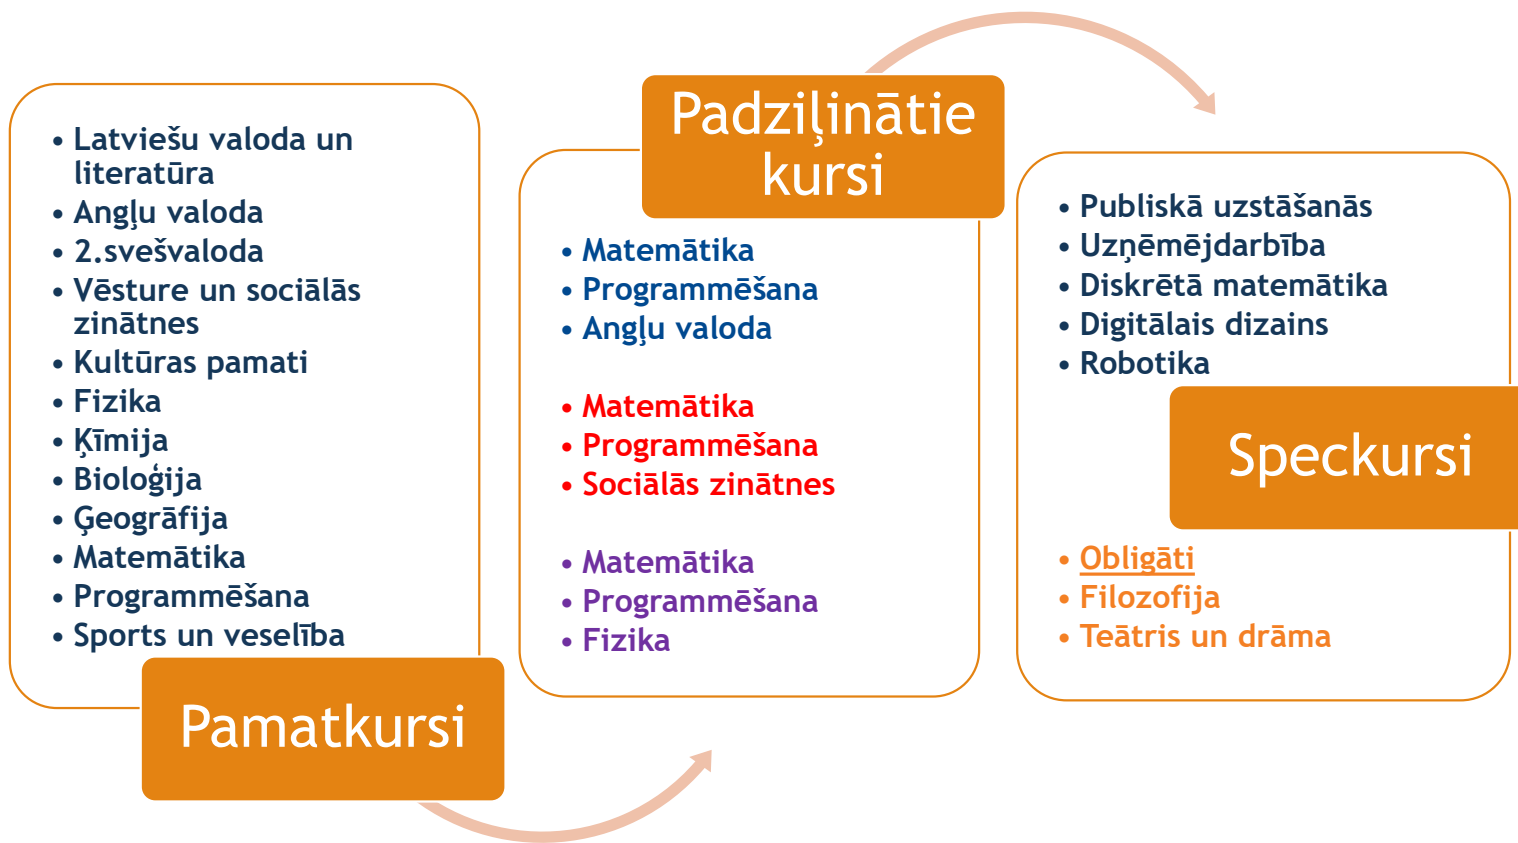 • Latviešu valoda un
literatūra
• Angļu valoda
• 2.svešvaloda
• Vēsture un sociālās
zinātnes
• Kultūras pamati
• Fizika
• Ķīmija
• Bioloģija
• Ģeogrāfija
• Matemātika
• Programmēšana
• Sports un veselība
Pamatkursi
Padziļinātie
kursi
• Matemātika
• Programmēšana
• Angļu valoda
• Matemātika
• Programmēšana
• Sociālās zinātnes
• Matemātika
• Programmēšana
• Fizika
• Publiskā uzstāšanās
• Uzņēmējdarbība
• Diskrētā matemātika
• Digitālais dizains
• Robotika
Speckursi
• Obligāti
• Filozofija
• Teātris un drāma